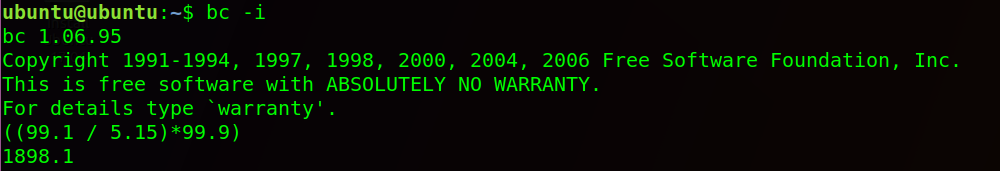 ubuntu@ubuntu:~$ bc -i
bc 1.06.95
Copyright 1991-1994, 1997, 1998, 2000, 2004, 2006 Free Software Foundation, Inc.
This is free software with ABSOLUTELY NO WARRANTY.
For details type `warranty'.
((99.1 / 5.15)*99.9)
1898.1